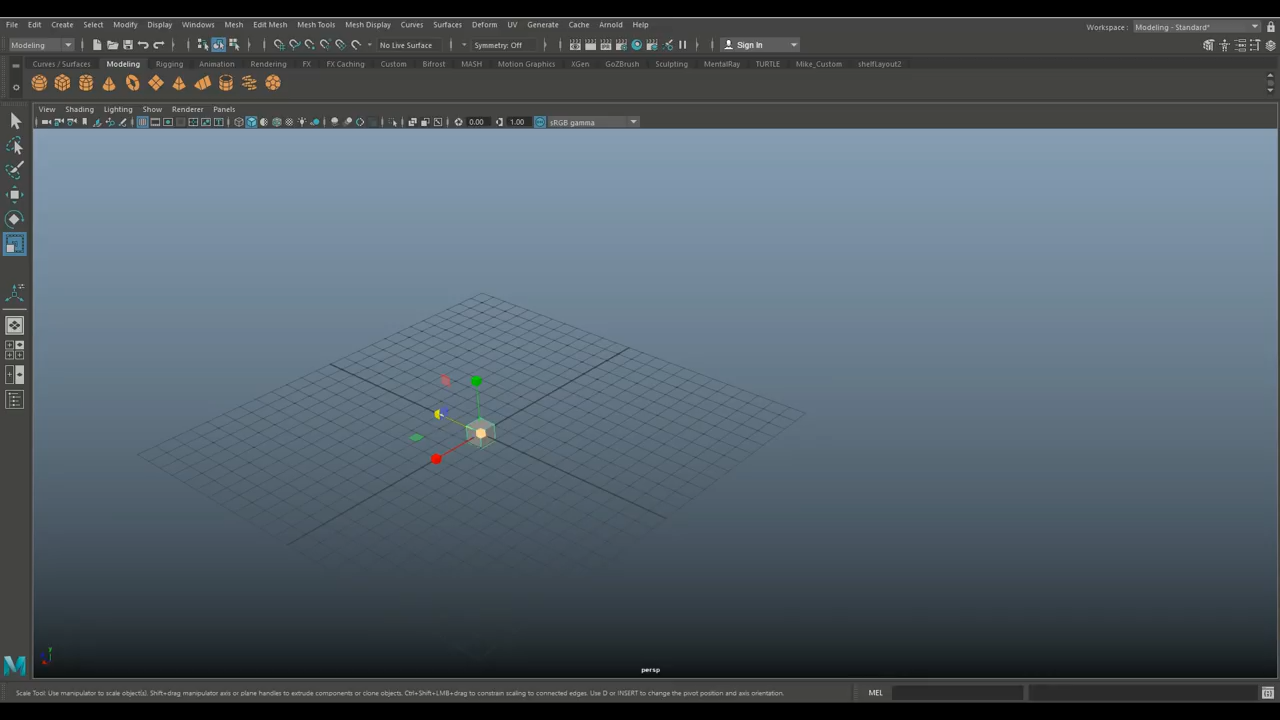 File Edit Create Select Modify Display Windows Mesh Edit Mesh Mesh Tools Mesh Display Curves Surfaces Deform UV Generate Cache Arnold Help Workspace : Modeling - Standard*
Modeling No Live Surface Symmetry: Off Sign In
Curves / Surfaces Modeling Rigging Animation Rendering FX FX Caching Custom Bifrost MASH Motion Graphics XGen GoZBrush Sculpting MentalRay TURTLE Mike_Custom shelfLayout2
View Shading Lighting Show Renderer Panels
0.00 1.00 sRGB gamma
persp
Scale Tool: Use manipulator to scale object(s). Shift+drag manipulator axis or plane handles to extrude components or clone objects. Ctrl+Shift+LMB+drag to constrain scaling to connected edges. Use D or INSERT to change the pivot position and axis orientation. MEL